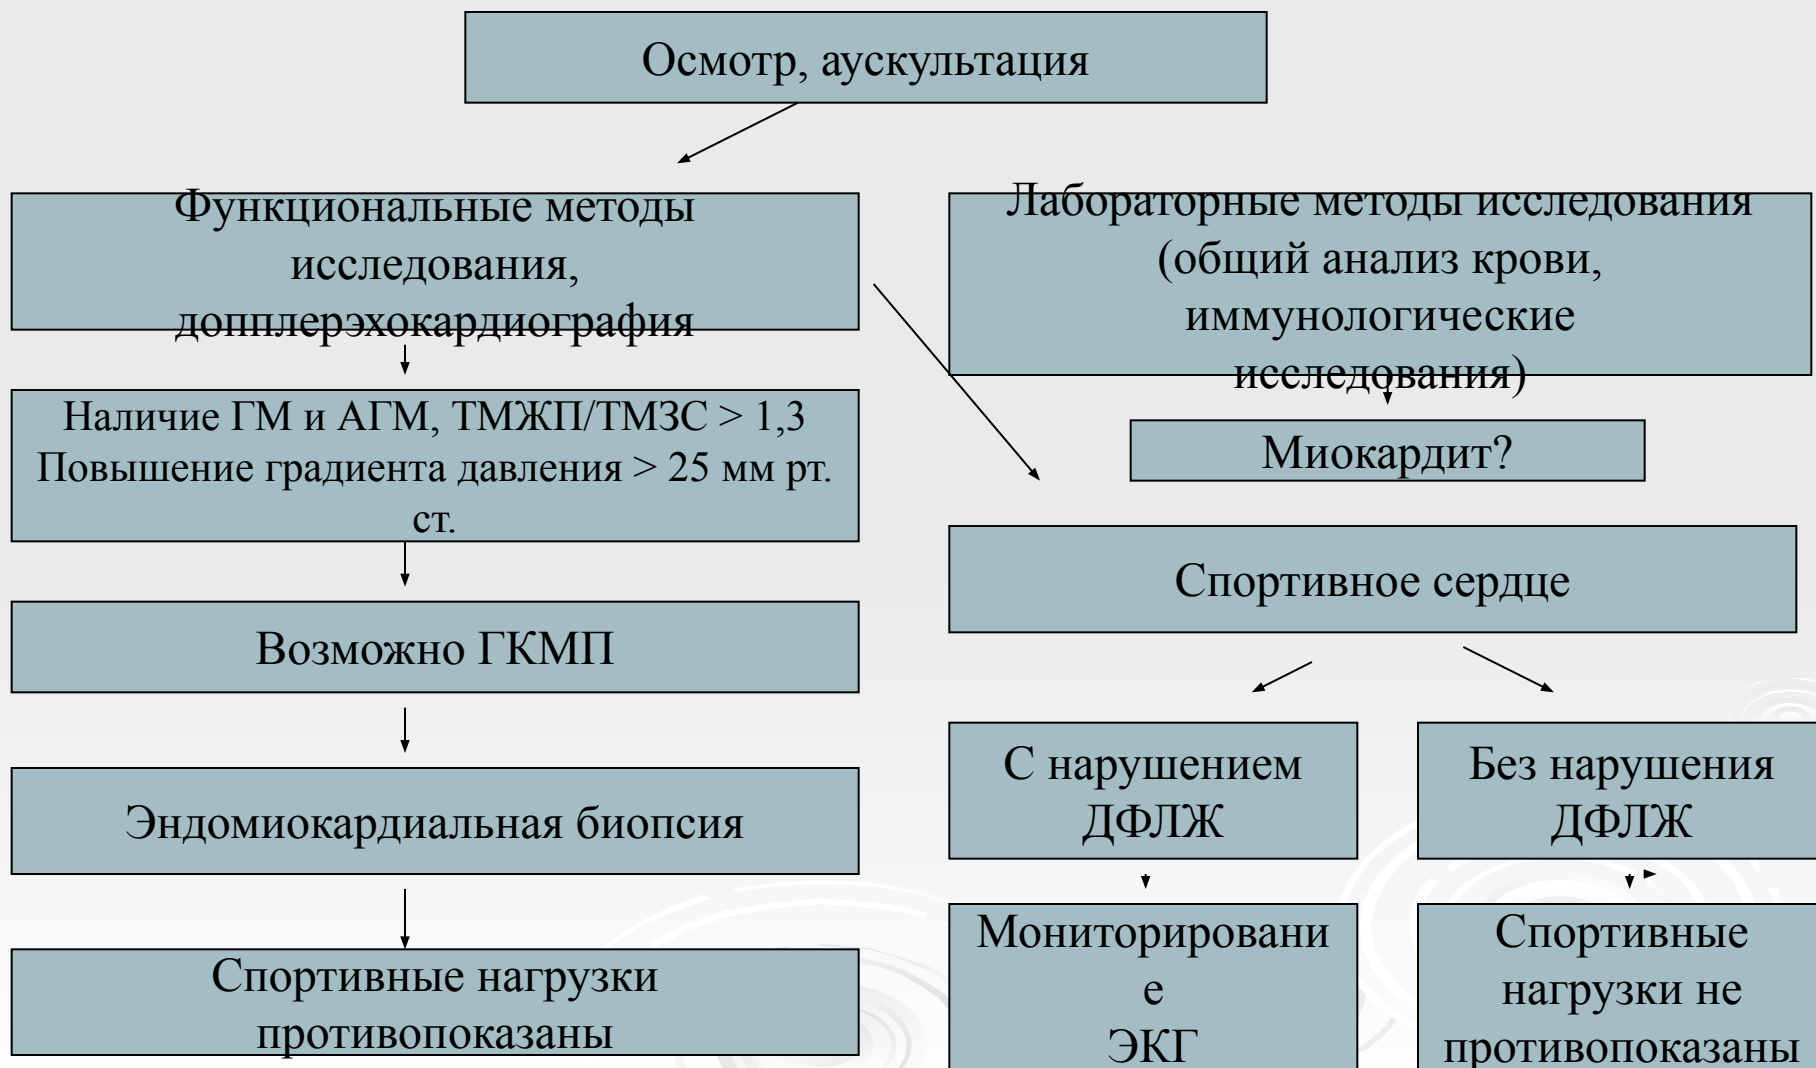 Осмотр, аускультация
Функциональные методы
исследования,
допплерэхокардиография
Лабораторные методы исследования
(общий анализ крови,
иммунологические
исследования)
Наличие ГМ и АГМ, ТМЖП/ТМЗС > 1,3
Повышение градиента давления > 25 мм рт.
ст.
Миокардит?
Спортивное сердце
Возможно ГКМП
С нарушением
ДФЛЖ
Без нарушения
ДФЛЖ
Эндомиокардиальная биопсия
Мониторировани
е
ЭКГ
Спортивные
нагрузки не
противопоказаны
Спортивные нагрузки
противопоказаны